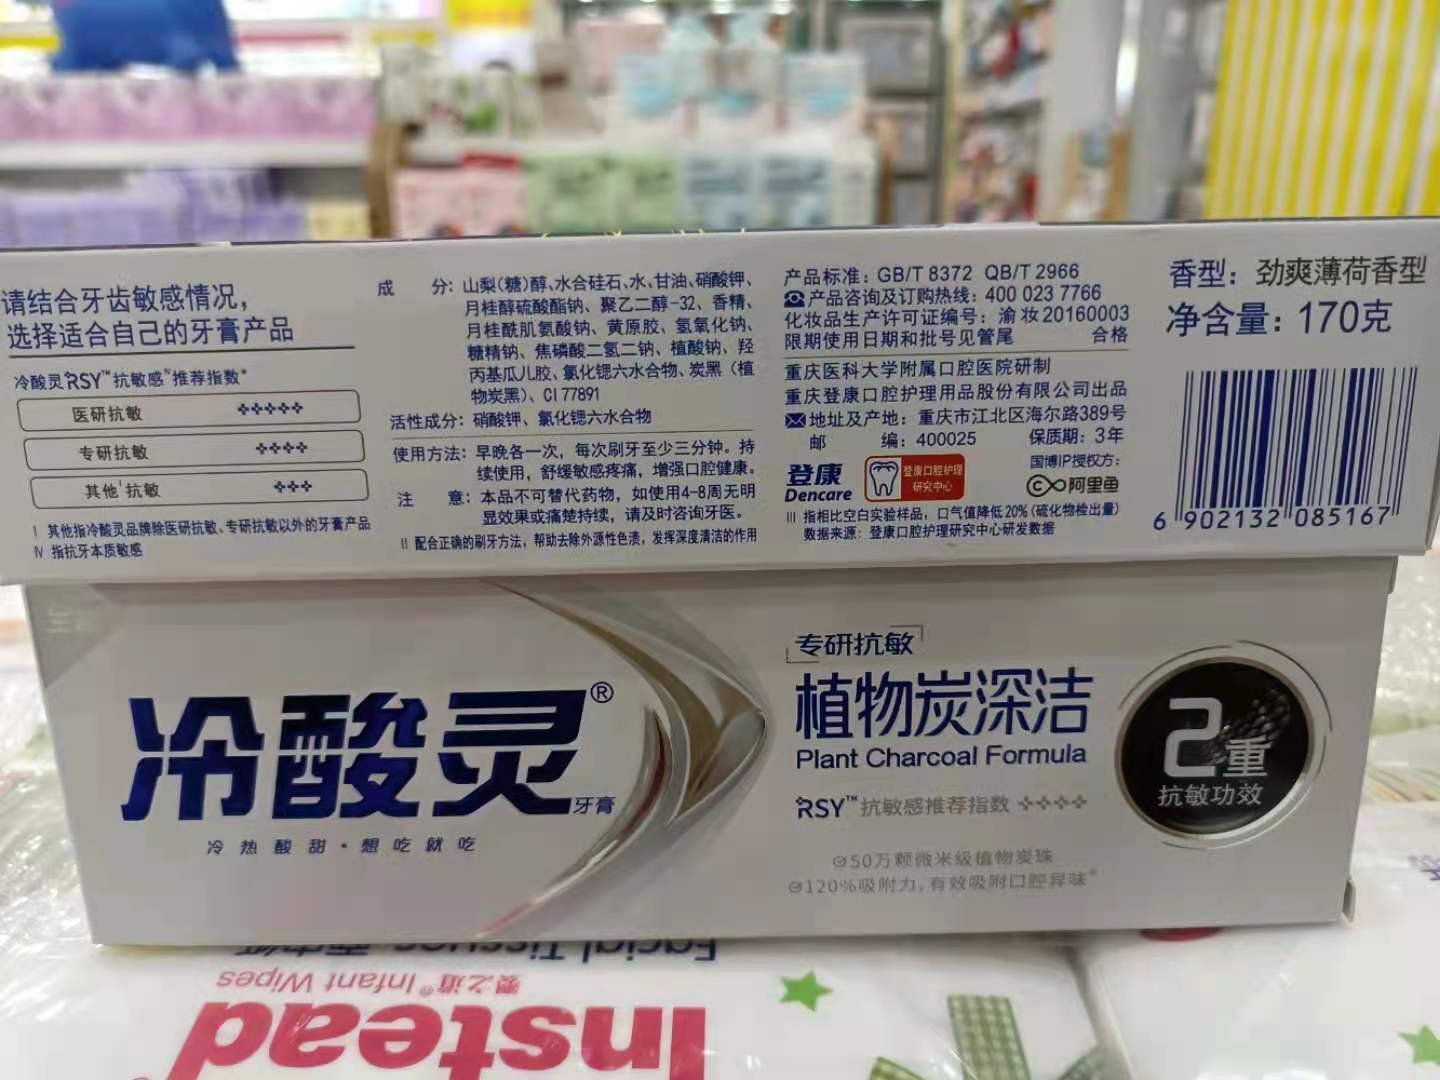 请结合牙齿敏感情况，
选择适合自己的牙膏产品
冷酸灵RSY™抗敏感Ⅳ推荐指数*
医研抗敏
专研抗敏
其他Ⅰ抗敏
Ⅰ 其他指冷酸灵品牌除医研抗敏、专研抗敏以外的牙膏产品
Ⅳ 指抗牙本质敏感
成 分：山梨（糖）醇、水合硅石、水、甘油、硝酸钾、
月桂醇硫酸酯钠、聚乙二醇-32、香精、
月桂酰肌氨酸钠、黄原胶、氢氧化钠、
糖精钠、焦磷酸二氢二钠、植酸钠、羟
丙基瓜儿胶、氯化锶六水合物、炭黑（植
物炭黑）、CI 77891
活性成分：硝酸钾、氯化锶六水合物
使用方法：早晚各一次，每次刷牙至少三分钟。持
续使用，舒缓敏感疼痛，增强口腔健康。
注 意：本品不可替代药物，如使用4-8周无明
显效果或痛楚持续，请及时咨询牙医。
Ⅱ 配合正确的刷牙方法，帮助去除外源性色渍，发挥深度清洁的作用
产品标准：GB/T 8372 QB/T 2966
产品咨询及订购热线：400 023 7766
化妆品生产许可证编号：渝妆20160003
限期使用日期和批号见管尾 合格
重庆医科大学附属口腔医院研制
重庆登康口腔护理用品股份有限公司出品
地址及产地：重庆市江北区海尔路389号
邮 编：400025 保质期：3年
登康
Dencare
登康口腔护理
研究中心
国博IP授权方：
阿里鱼
Ⅲ 指相比空白实验样品，口气值降低20%（硫化物检出量）
数据来源：登康口腔护理研究中心研发数据
香型：劲爽薄荷香型
净含量：170克
6 902132 085167
冷酸灵®
牙膏
冷热酸甜·想吃就吃
专研抗敏
植物炭深洁
Plant Charcoal Formula
RSY™抗敏感推荐指数
50万颗微米级植物炭珠
120%吸附力，有效吸附口腔异味
2重
抗敏功效
Facial Tissues
婴之道® Infant Wipes
Instead